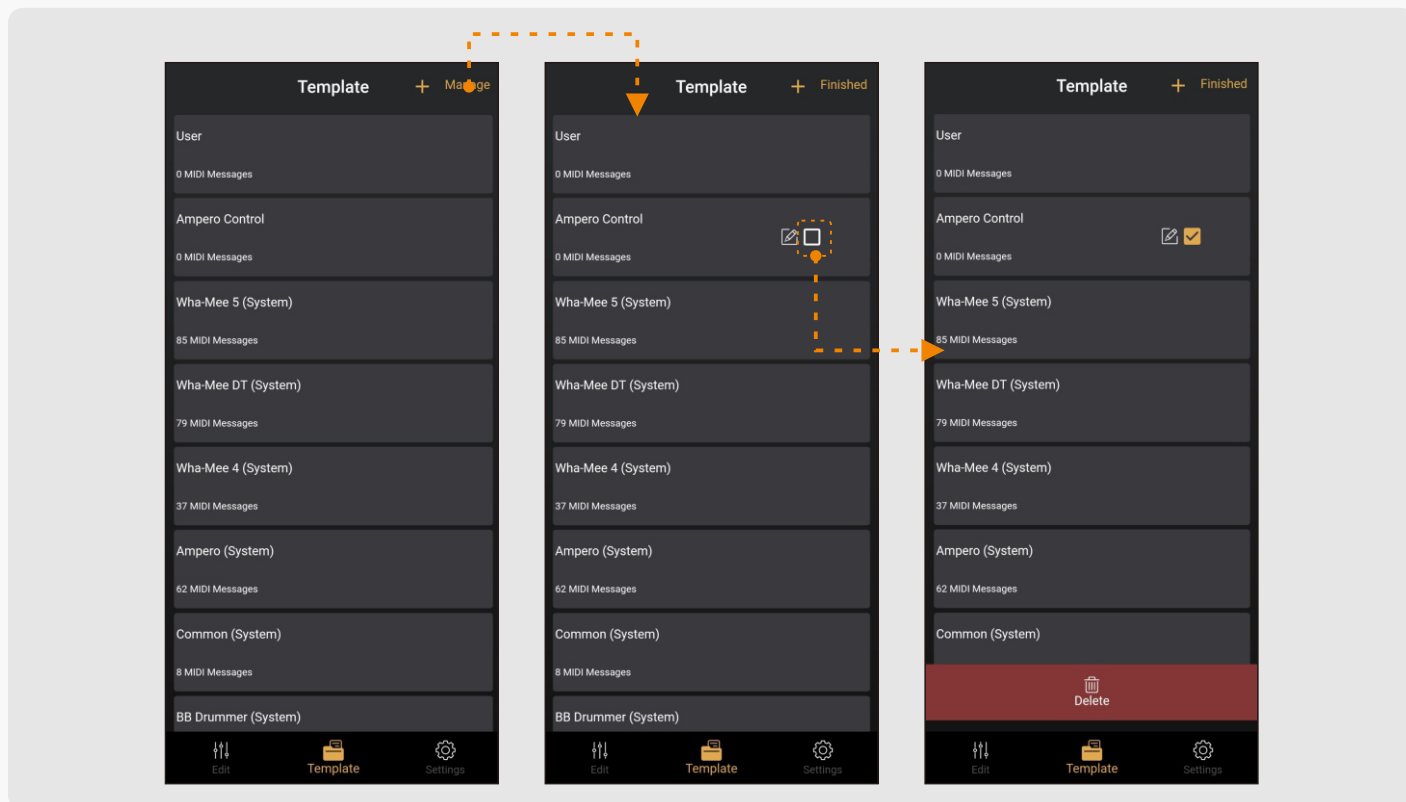 Template
Manage
User
0 MIDI Messages
Ampero Control
0 MIDI Messages
Wha-Mee 5 (System)
85 MIDI Messages
Wha-Mee DT (System)
79 MIDI Messages
Wha-Mee 4 (System)
37 MIDI Messages
Ampero (System)
62 MIDI Messages
Common (System)
8 MIDI Messages
BB Drummer (System)
Edit
Template
Settings
Template
Finished
User
0 MIDI Messages
Ampero Control
0 MIDI Messages
Wha-Mee 5 (System)
85 MIDI Messages
Wha-Mee DT (System)
79 MIDI Messages
Wha-Mee 4 (System)
37 MIDI Messages
Ampero (System)
62 MIDI Messages
Common (System)
8 MIDI Messages
BB Drummer (System)
Edit
Template
Settings
Template
Finished
User
0 MIDI Messages
Ampero Control
0 MIDI Messages
Wha-Mee 5 (System)
85 MIDI Messages
Wha-Mee DT (System)
79 MIDI Messages
Wha-Mee 4 (System)
37 MIDI Messages
Ampero (System)
62 MIDI Messages
Common (System)
Delete
Edit
Template
Settings